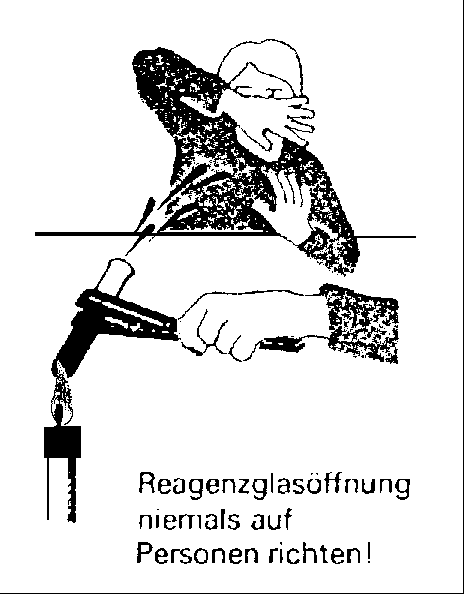 Reagenzglasöffnung
niemals auf
Personen richten!